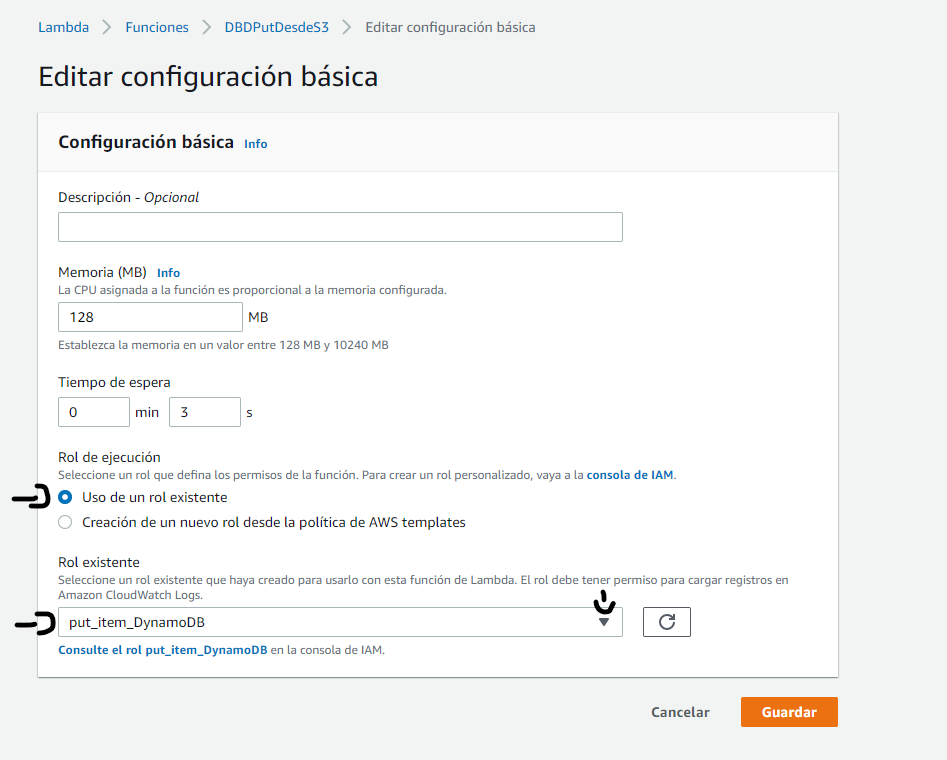 Lambda > Funciones > DBDPutDesdeS3 > Editar configuración básica
Editar configuración básica
Configuración básica Info
Descripción - Opcional
Memoria (MB) Info
La CPU asignada a la función es proporcional a la memoria configurada.
128 MB
Establezca la memoria en un valor entre 128 MB y 10240 MB
Tiempo de espera
0 min 3 s
Rol de ejecución
Seleccione un rol que defina los permisos de la función. Para crear un rol personalizado, vaya a la consola de IAM.
Uso de un rol existente
Creación de un nuevo rol desde la política de AWS templates
Rol existente
Seleccione un rol existente que haya creado para usarlo con esta función de Lambda. El rol debe tener permiso para cargar registros en
Amazon CloudWatch Logs.
put_item_DynamoDB
Consulte el rol put_item_DynamoDB en la consola de IAM.
Cancelar Guardar